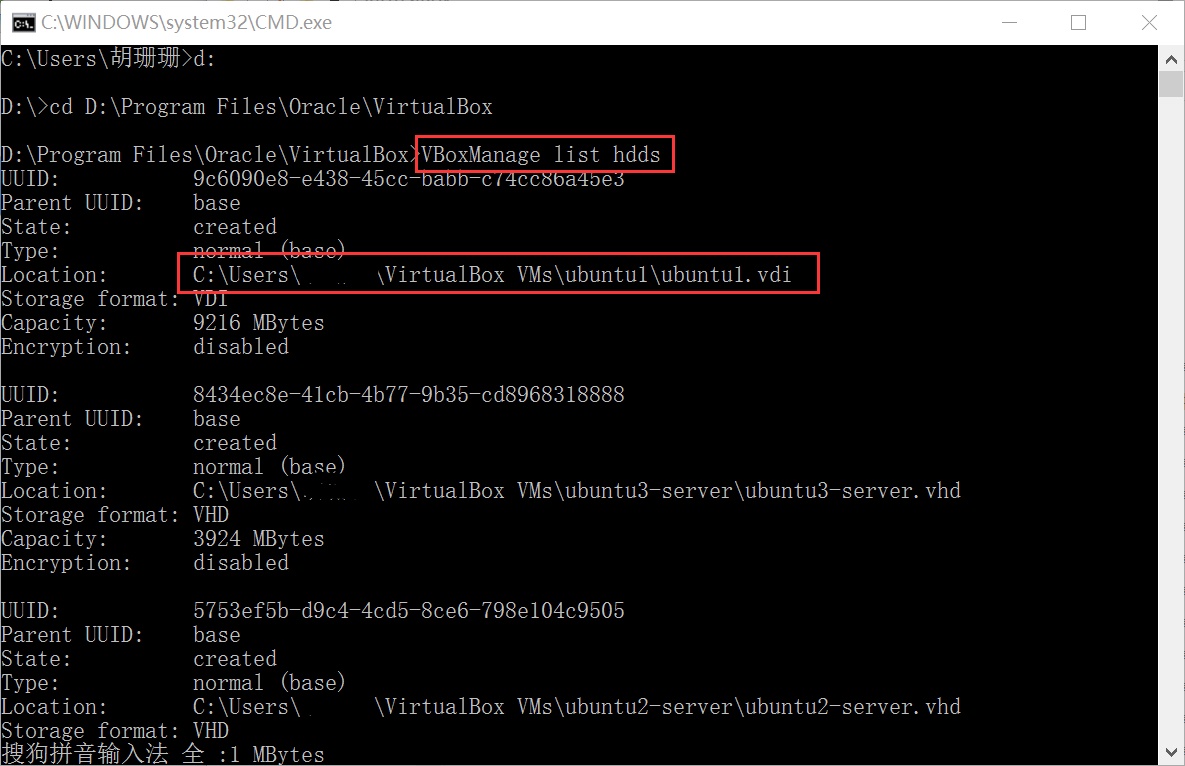 C:\WINDOWS\system32\CMD.exe
C:\Users\胡珊珊>d:
D:\>cd D:\Program Files\Oracle\VirtualBox
D:\Program Files\Oracle\VirtualBox>VBoxManage list hdds
UUID: 9c6090e8-e438-45cc-babb-c74cc86a45e3
Parent UUID: base
State: created
Type: normal (base)
Location: C:\Users\ \VirtualBox VMs\ubuntu1\ubuntu1.vdi
Storage format: VDI
Capacity: 9216 MBytes
Encryption: disabled
UUID: 8434ec8e-41cb-4b77-9b35-cd8968318888
Parent UUID: base
State: created
Type: normal (base)
Location: C:\Users\ \VirtualBox VMs\ubuntu3-server\ubuntu3-server.vhd
Storage format: VHD
Capacity: 3924 MBytes
Encryption: disabled
UUID: 5753ef5b-d9c4-4cd5-8ce6-798e104c9505
Parent UUID: base
State: created
Type: normal (base)
Location: C:\Users\ \VirtualBox VMs\ubuntu2-server\ubuntu2-server.vhd
Storage format: VHD
搜狗拼音输入法 全 :1 MBytes